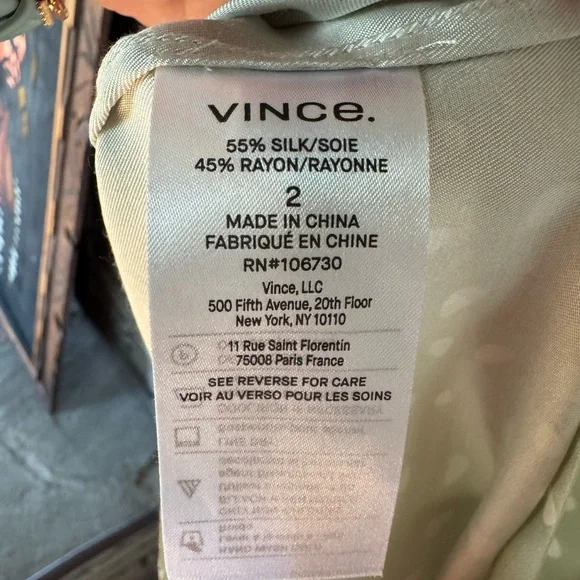 VINCE.
55% SILK/SOIE
45% RAYON/RAYONNE
2
MADE IN CHINA
FABRIQUÉ EN CHINE
RN#106730
Vince, LLC
500 Fifth Avenue, 20th Floor
New York, NY 10110
11 Rue Saint Florentin
75008 Paris France
SEE REVERSE FOR CARE
VOIR AU VERSO POUR LES SOINS